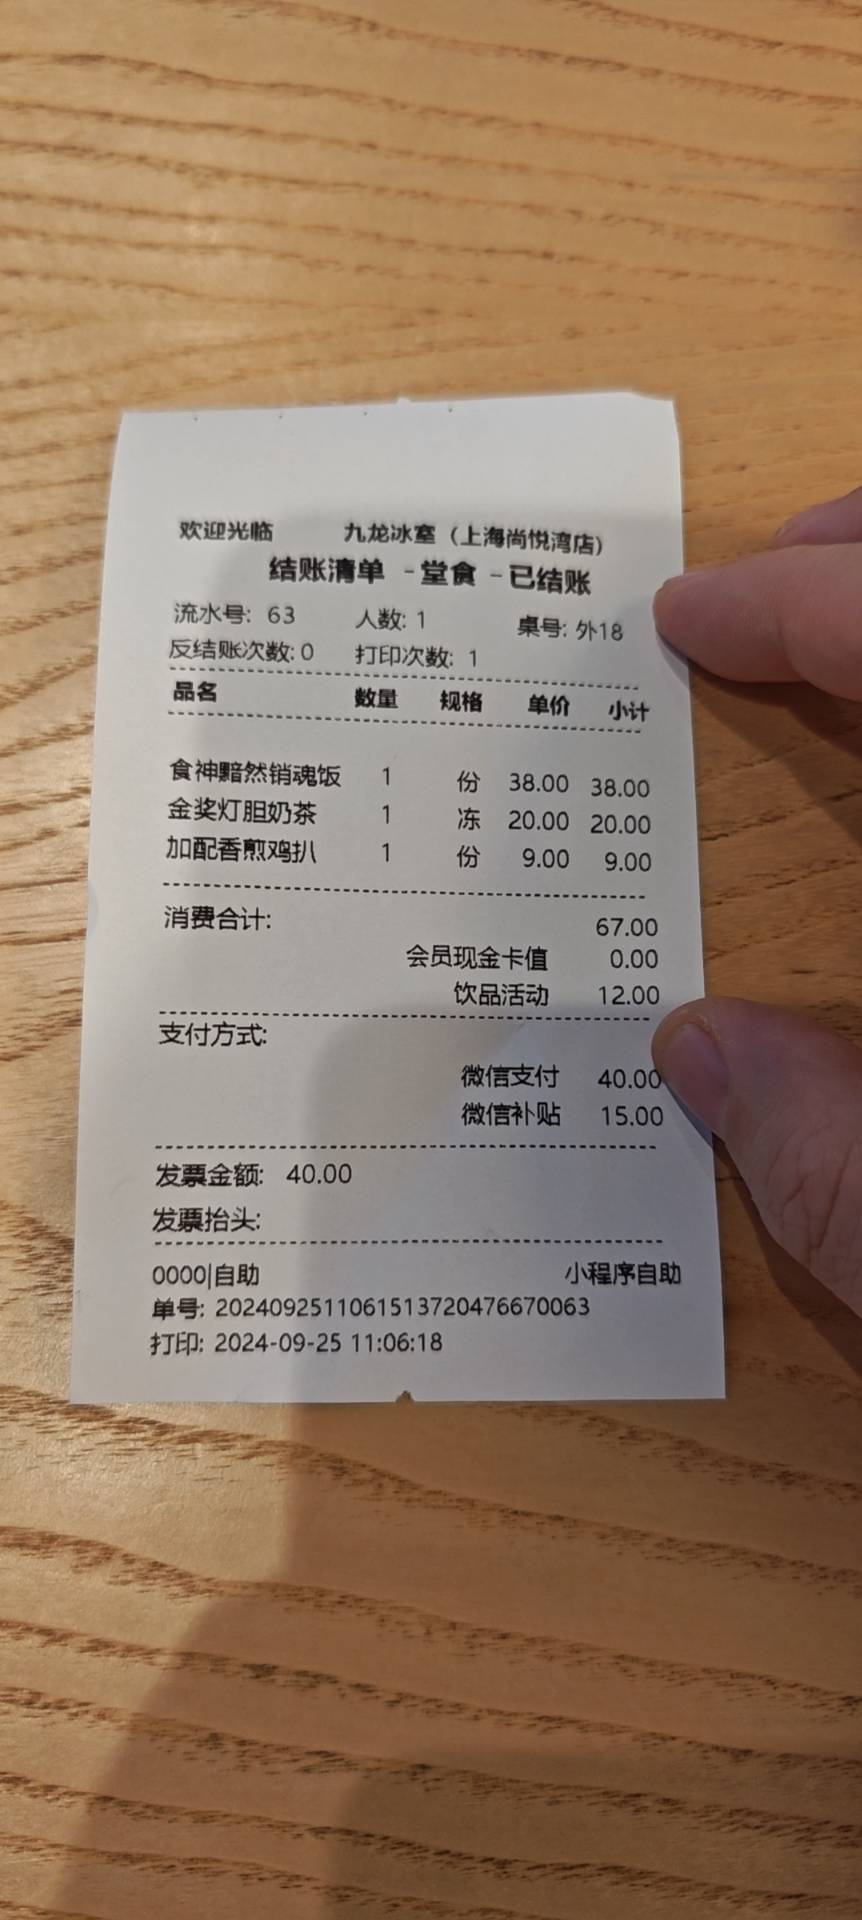 欢迎光临 九龙冰室（上海尚悦湾店）
结账清单 -堂食 -已结账
流水号: 63 人数: 1 桌号: 外18
反结账次数: 0 打印次数: 1
品名 数量 规格 单价 小计
食神黯然销魂饭 1 份 38.00 38.00
金奖灯胆奶茶 1 冻 20.00 20.00
加配香煎鸡扒 1 份 9.00 9.00
消费合计: 67.00
会员现金卡值 0.00
饮品活动 12.00
支付方式:
微信支付 40.00
微信补贴 15.00
发票金额: 40.00
发票抬头:
0000|自助 小程序自助
单号: 20240925110615137204766​70063
打印: 2024-09-25 11:06:18